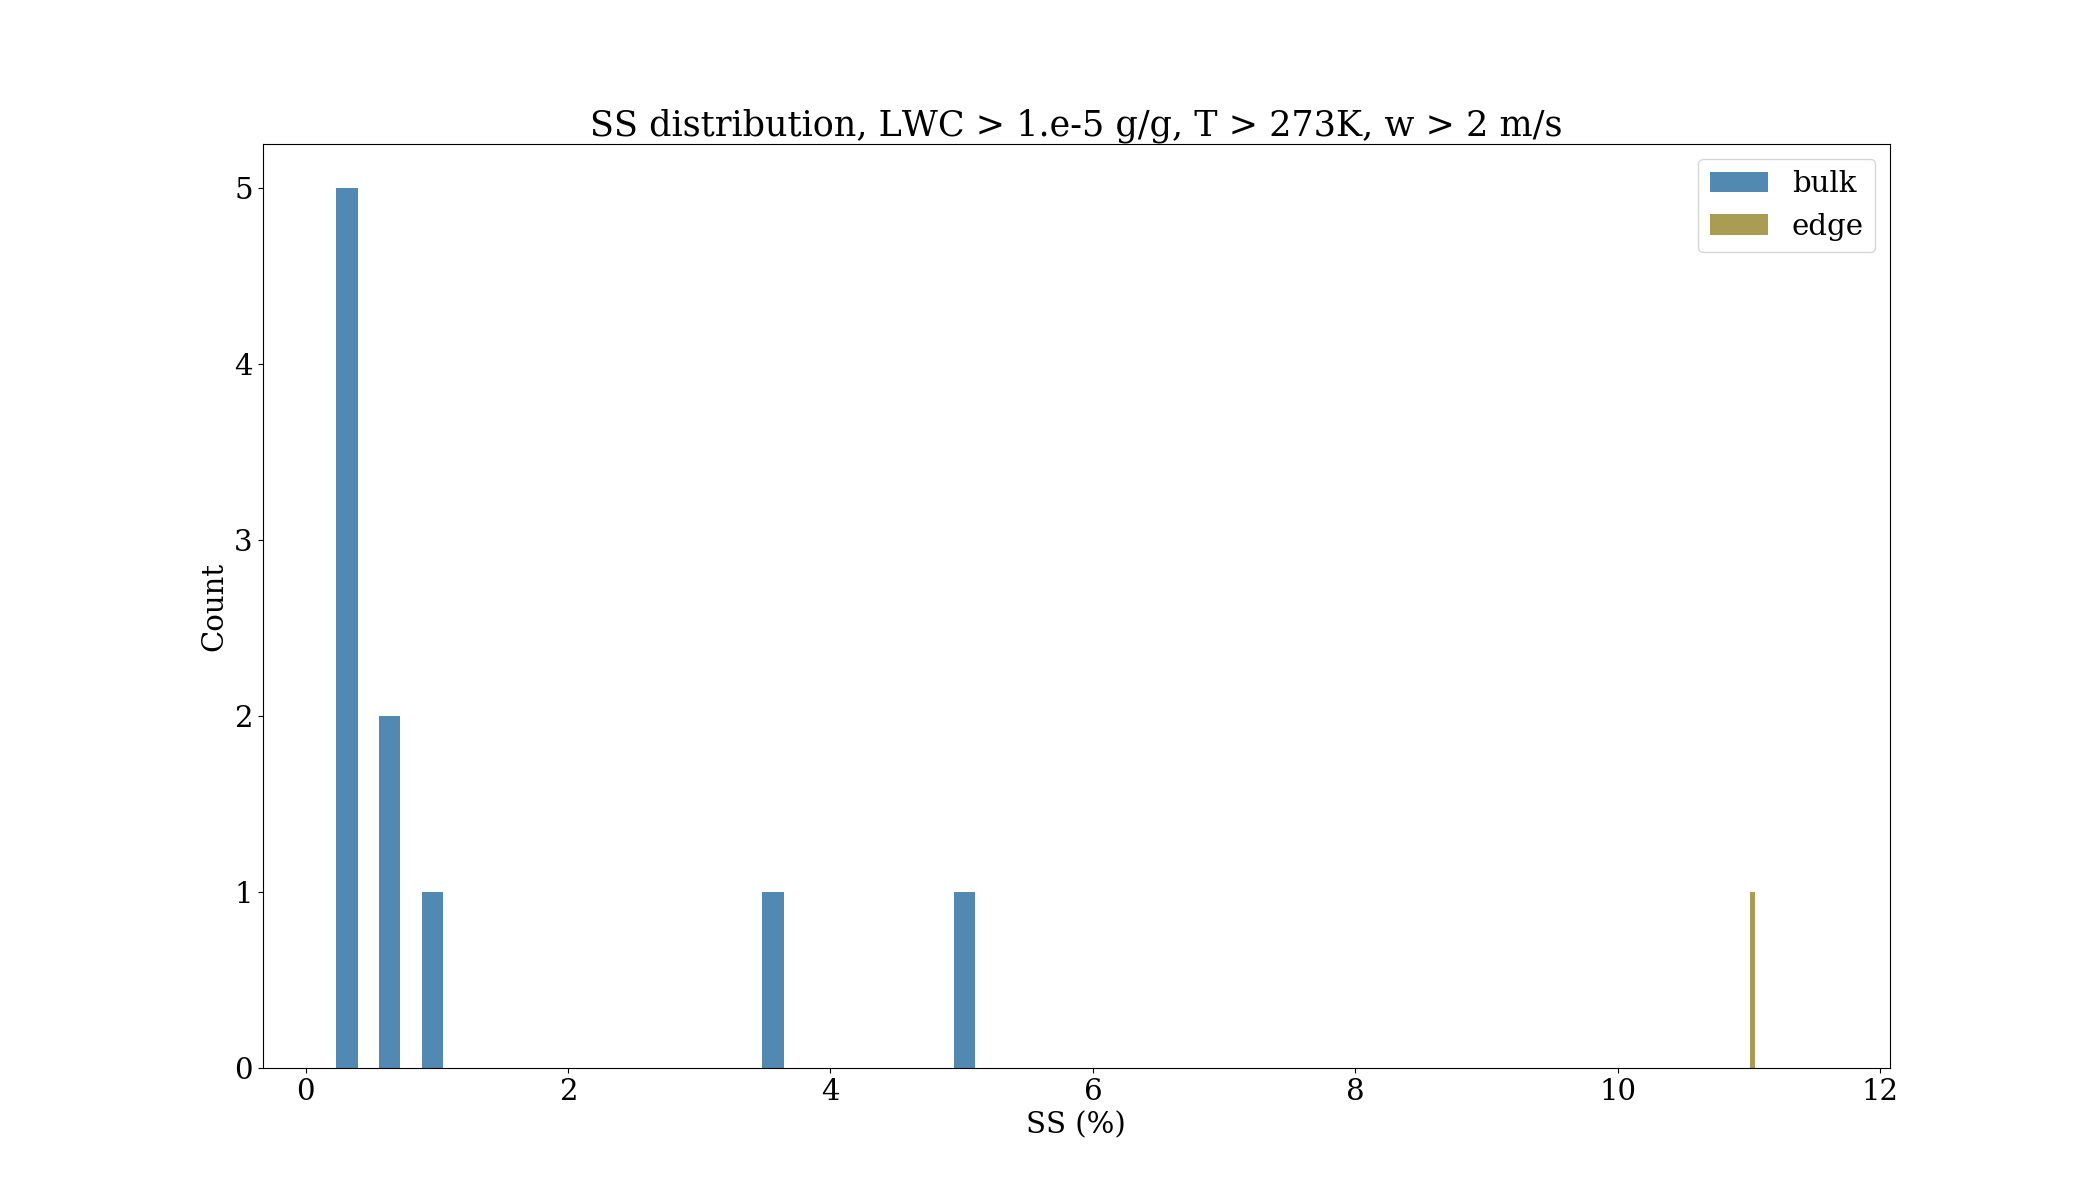 SS distribution, LWC > 1.e-5 g/g, T > 273K, w > 2 m/s
bulk
edge
5
4
3
2
1
0
Count
0 2 4 6 8 10 12
SS (%)